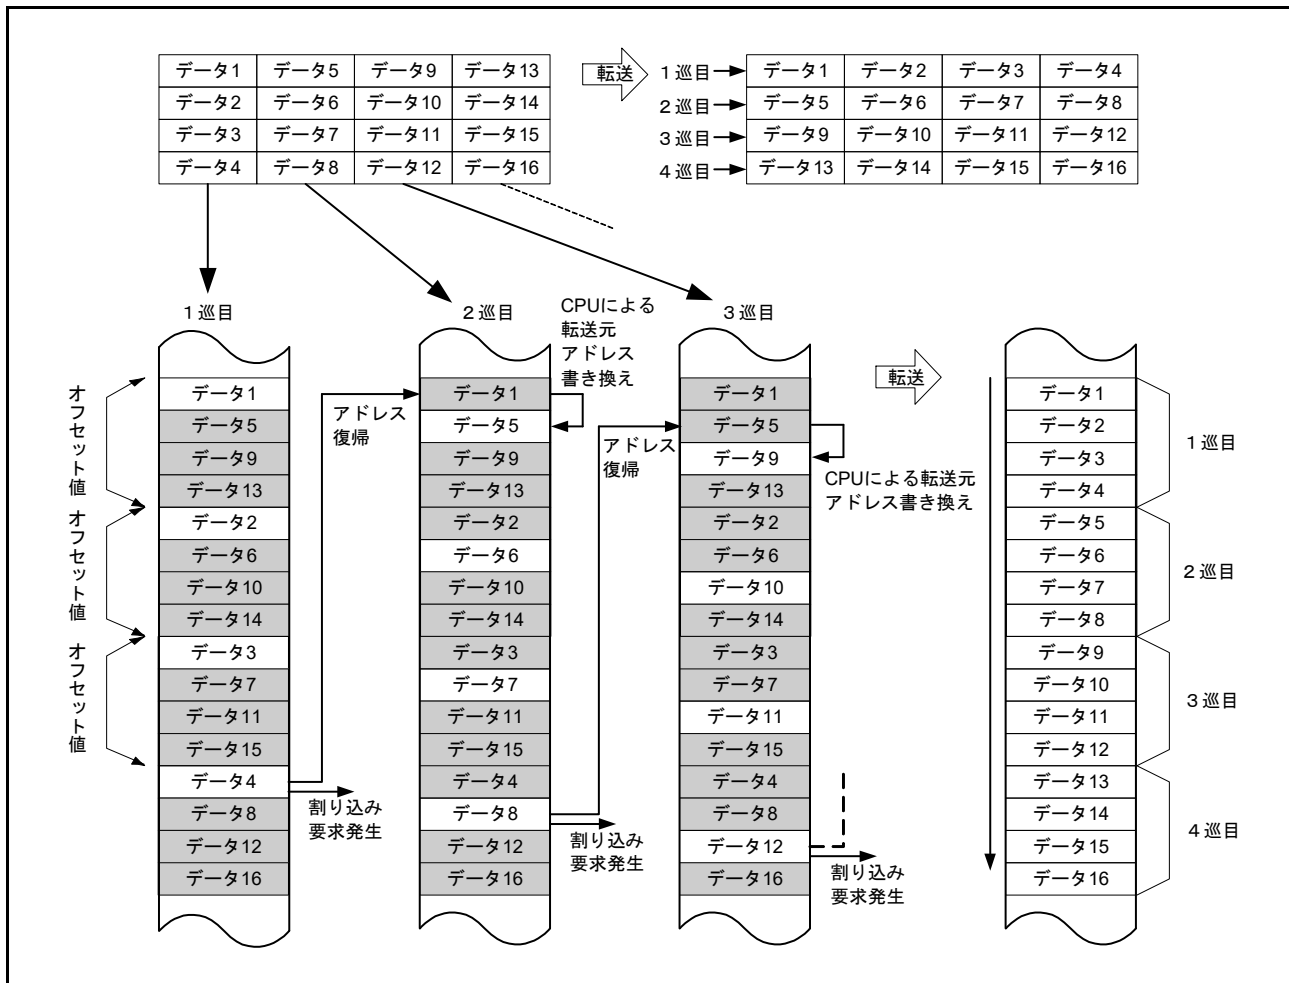 データ1 データ5 データ9 データ13
データ2 データ6 データ10 データ14
データ3 データ7 データ11 データ15
データ4 データ8 データ12 データ16
転送
1巡目 データ1 データ2 データ3 データ4
2巡目 データ5 データ6 データ7 データ8
3巡目 データ9 データ10 データ11 データ12
4巡目 データ13 データ14 データ15 データ16
1巡目
オフセット値
オフセット値
オフセット値
データ1
データ5
データ9
データ13
データ2
データ6
データ10
データ14
データ3
データ7
データ11
データ15
データ4
データ8
データ12
データ16
割り込み
要求発生
アドレス
復帰
2巡目
CPUによる
転送元
アドレス
書き換え
データ1
データ5
データ9
データ13
データ2
データ6
データ10
データ14
データ3
データ7
データ11
データ15
データ4
データ8
データ12
データ16
割り込み
要求発生
アドレス
復帰
3巡目
データ1
データ5
データ9
データ13
データ2
データ6
データ10
データ14
データ3
データ7
データ11
データ15
データ4
データ8
データ12
データ16
CPUによる転送元
アドレス書き換え
割り込み
要求発生
転送
データ1
データ2
データ3
データ4
データ5
データ6
データ7
データ8
データ9
データ10
データ11
データ12
データ13
データ14
データ15
データ16
1巡目
2巡目
3巡目
4巡目